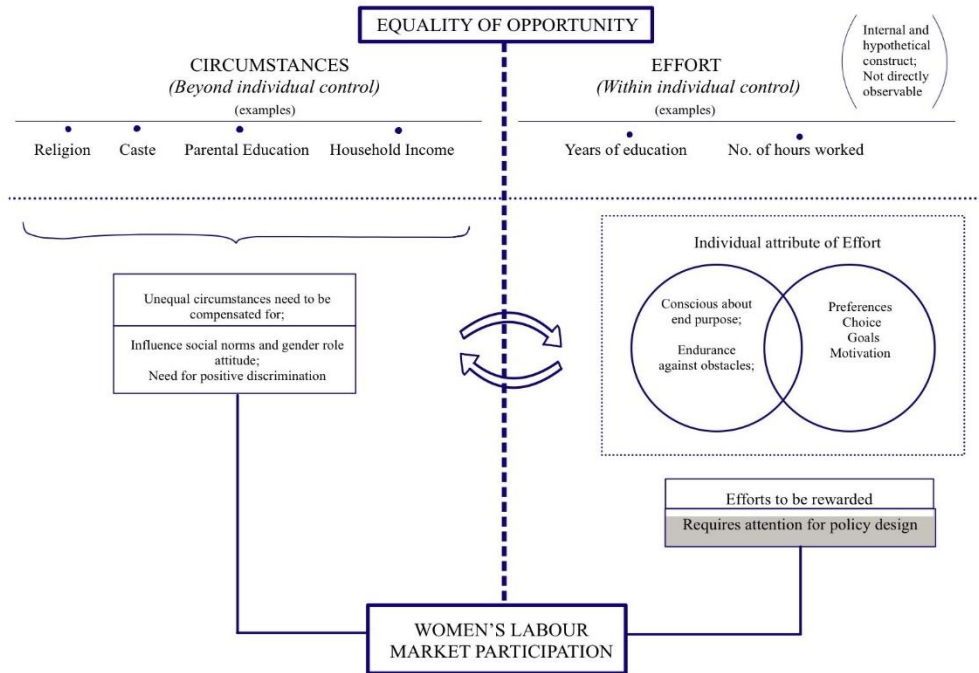 EQUALITY OF OPPORTUNITY
CIRCUMSTANCES
(Beyond individual control)
(examples)
Religion
Caste
Parental Education
Household Income
EFFORT
(Within individual control)
(examples)
Years of education
No. of hours worked
Internal and
hypothetical
construct;
Not directly
observable
Unequal circumstances need to be
compensated for;
Influence social norms and gender role
attitude;
Need for positive discrimination
Individual attribute of Effort
Conscious about
end purpose;
Endurance
against obstacles;
Preferences
Choice
Goals
Motivation
Efforts to be rewarded
Requires attention for policy design
WOMEN’S LABOUR
MARKET PARTICIPATION